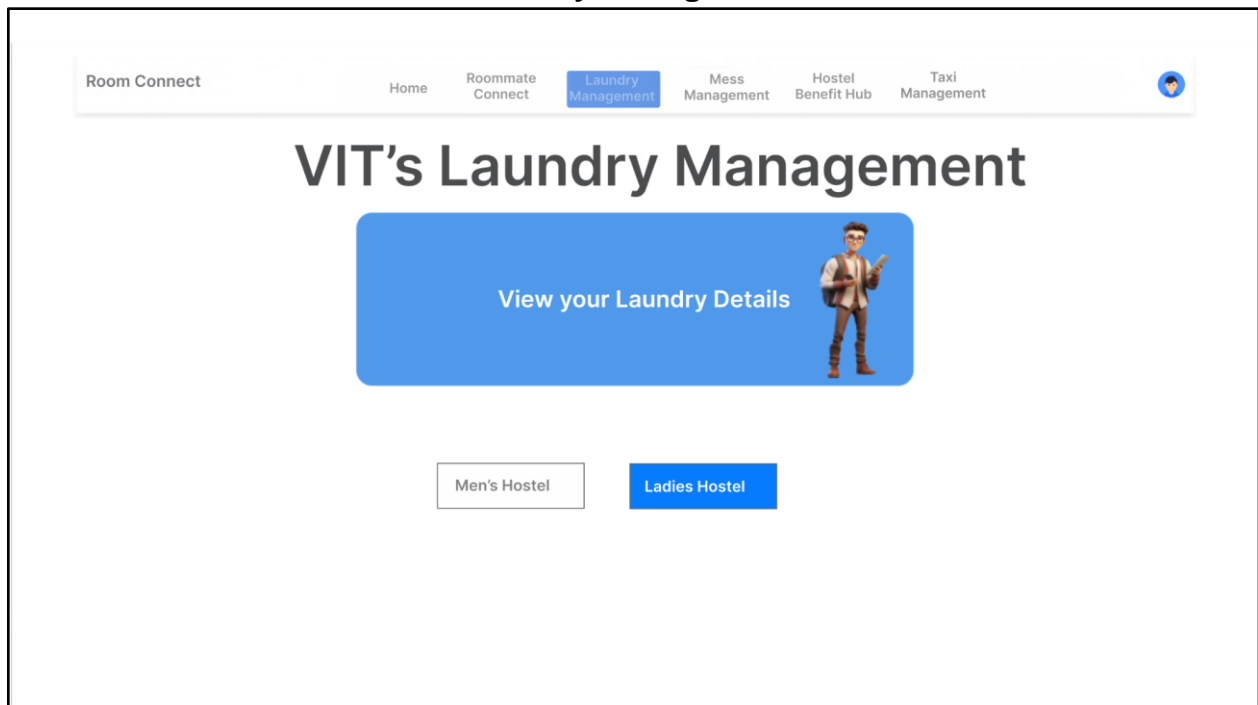 Room Connect
Home
Roommate
Connect
Laundry
Management
Mess
Management
Hostel
Benefit Hub
Taxi
Management
VIT’s Laundry Management
View your Laundry Details
Men’s Hostel
Ladies Hostel